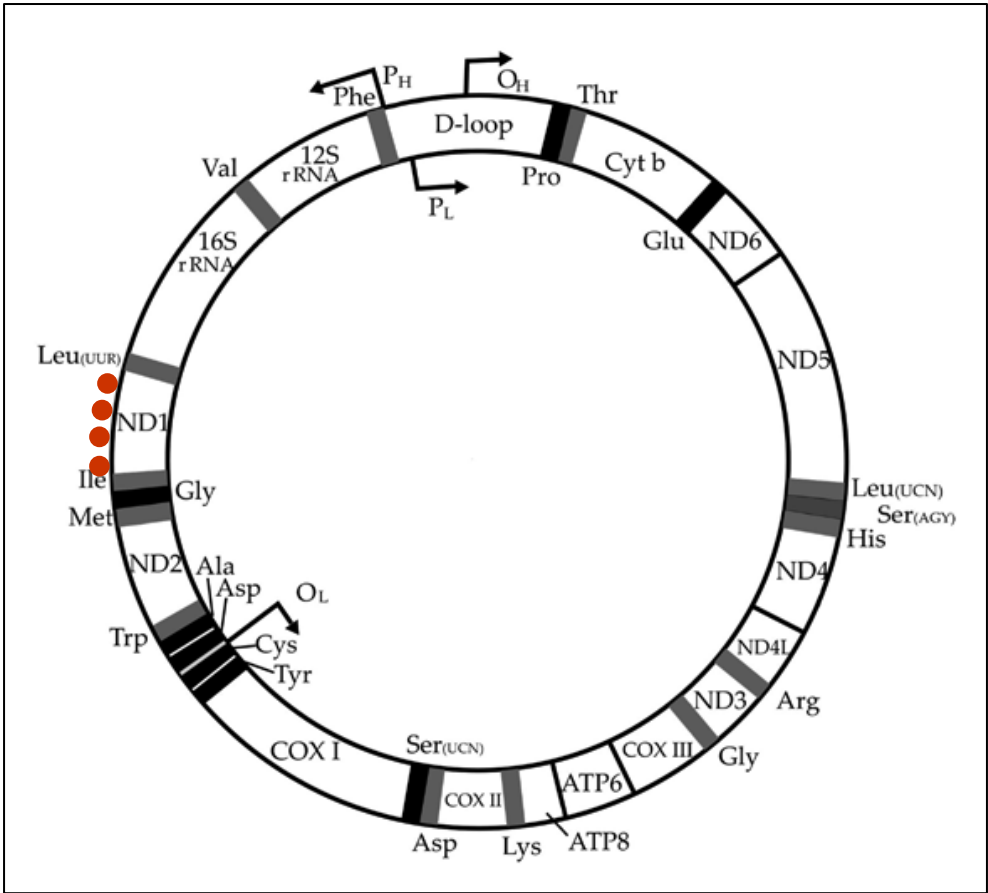 PH
OH
Phe
Thr
D-loop
12S
rRNA
Val
Pro
Cyt b
PL
16S
rRNA
Glu
ND6
Leu(UUR)
ND5
ND1
Ile
Gly
Leu(UCN)
Met
Ser(AGY)
His
ND2
Ala
ND4
Asp
OL
Trp
Cys
ND4L
Tyr
ND3
Arg
Ser(UCN)
COX I
COX III
Gly
ATP6
COX II
Asp
Lys
ATP8